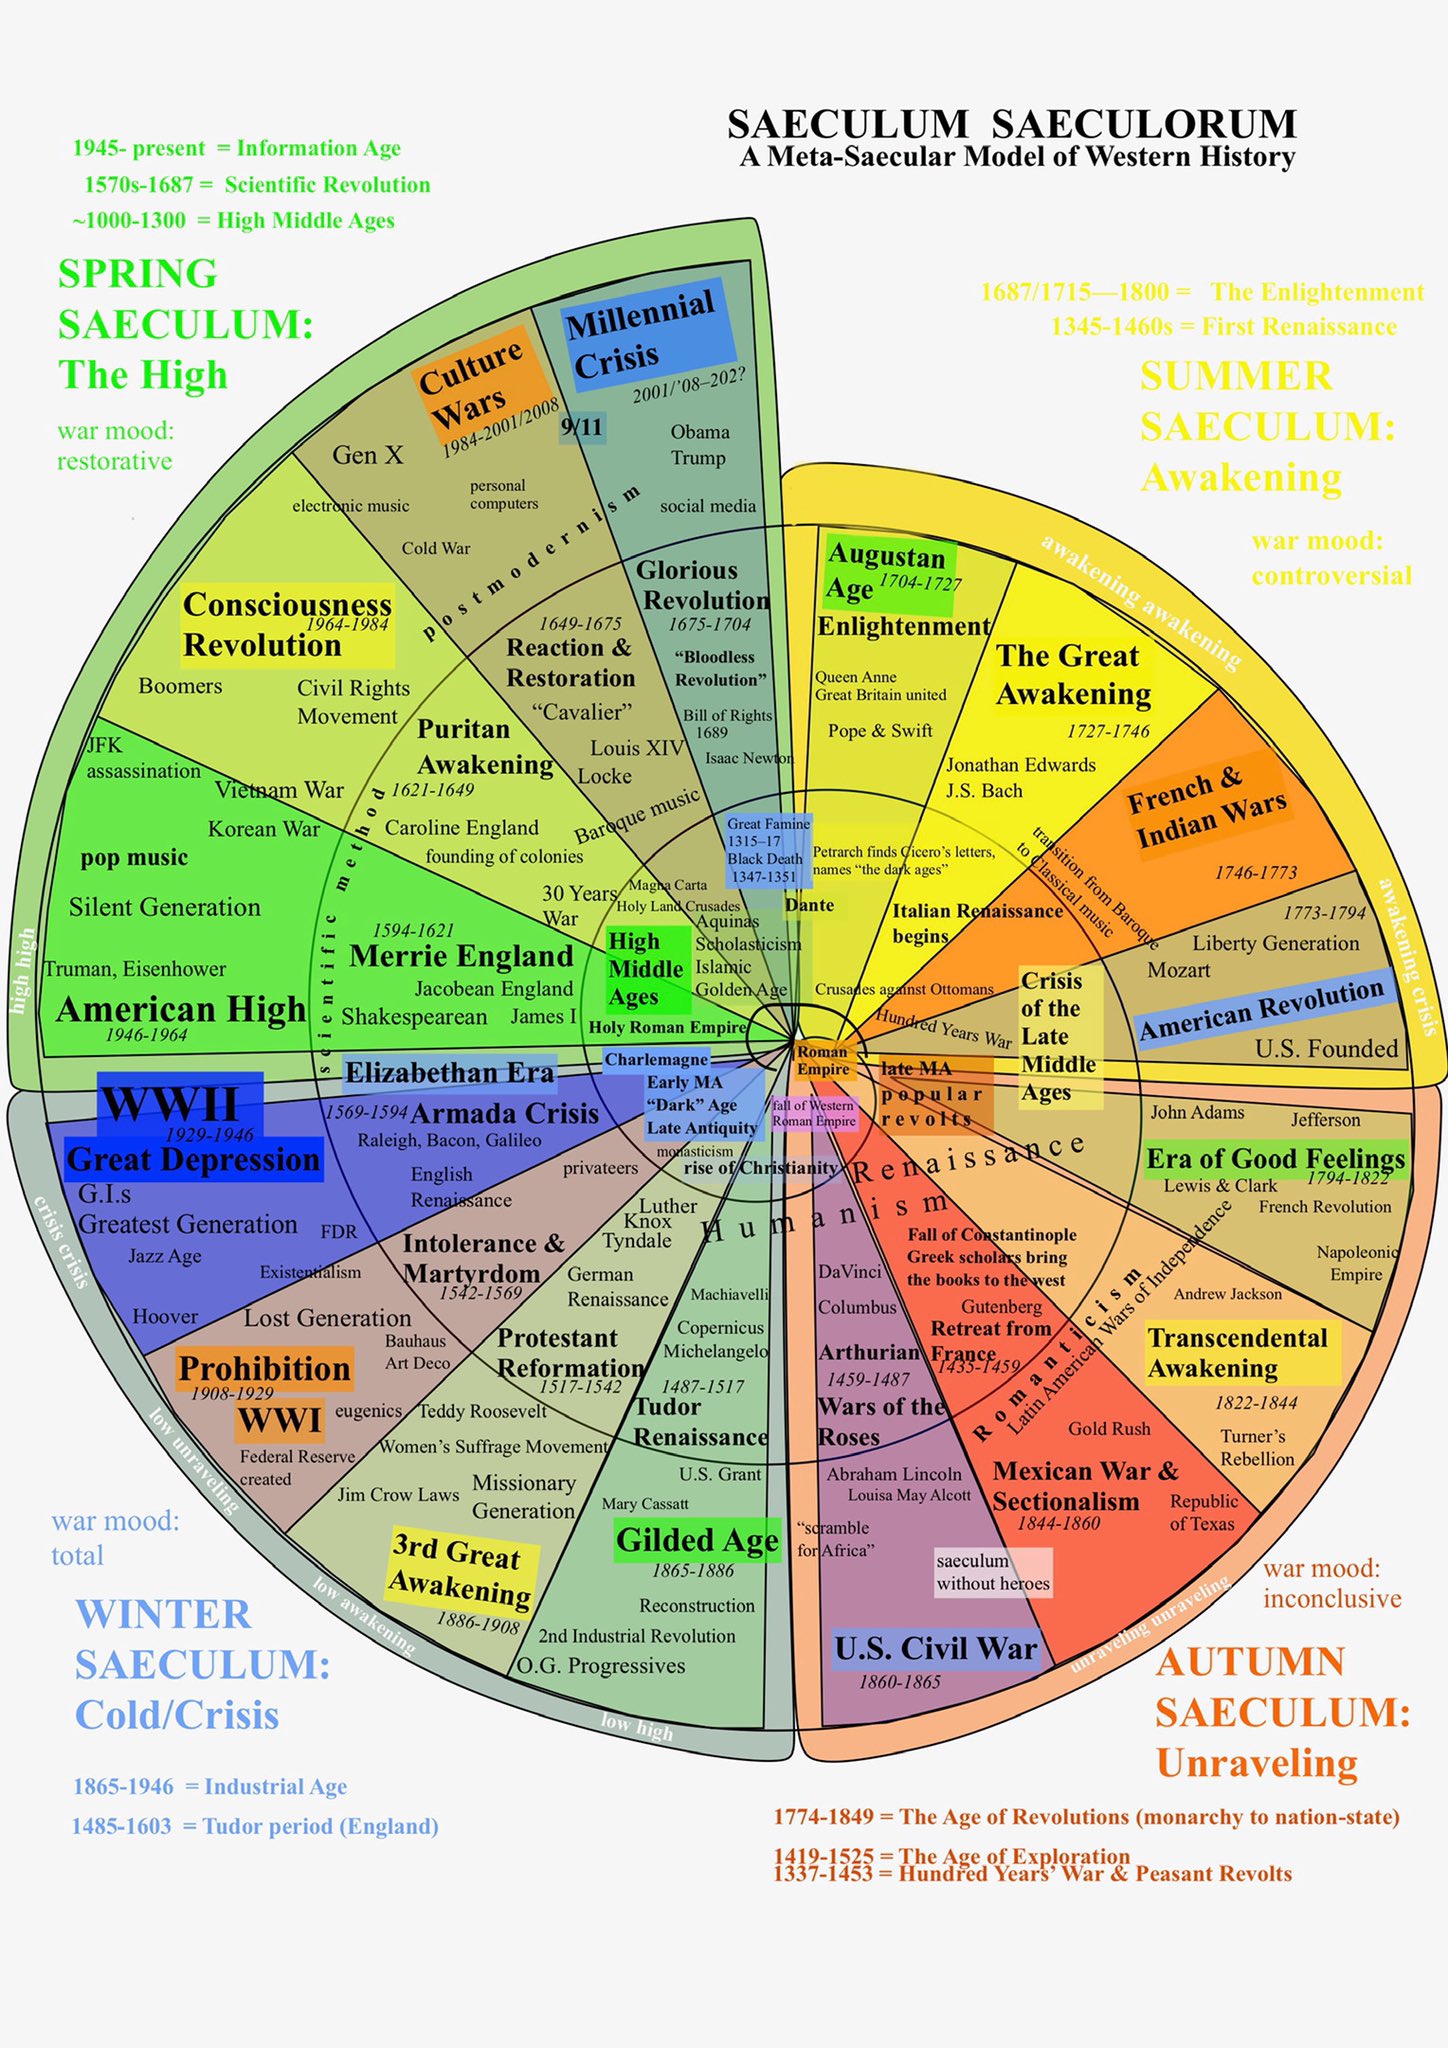 SAECULUM SAECULORUM
A Meta-Saecular Model of Western History
1945- present = Information Age
1570s-1687 = Scientific Revolution
~1000-1300 = High Middle Ages
SPRING
SAECULUM:
The High
war mood:
restorative
1687/1715—1800 = The Enlightenment
1345-1460s = First Renaissance
SUMMER
SAECULUM:
Awakening
war mood:
controversial
Millennial
Crisis
2001/'08–202?
9/11
Obama
Trump
social media
Culture
Wars
1984-2001/2008
Gen X
electronic music
personal
computers
Cold War
postmodernism
Consciousness
Revolution
1964-1984
Boomers
Civil Rights
Movement
JFK
assassination
Vietnam War
Korean War
pop music
Silent Generation
Truman, Eisenhower
American High
1946-1964
high high
scientific method
Glorious
Revolution
1675-1704
“Bloodless
Revolution”
Bill of Rights
1689
Isaac Newton
1649-1675
Reaction &
Restoration
“Cavalier”
Louis XIV
Locke
Baroque music
Puritan
Awakening
1621-1649
Caroline England
founding of colonies
30 Years
War
1594-1621
Merrie England
Jacobean England
Shakespearean
James I
Magna Carta
Holy Land Crusades
Aquinas
Scholasticism
Islamic
Golden Age
High
Middle
Ages
Holy Roman Empire
Great Famine
1315–17
Black Death
1347-1351
Dante
Augustan
Age
1704-1727
Enlightenment
Queen Anne
Great Britain united
Pope & Swift
awakening awakening
The Great
Awakening
1727-1746
Jonathan Edwards
J.S. Bach
French &
Indian Wars
1746-1773
transition from Baroque
to Classical music
Petrarch finds Cicero's letters,
names “the dark ages”
Italian Renaissance
begins
Crusades against Ottomans
Hundred Years War
Crisis
of the
Late
Middle
Ages
1773-1794
Liberty Generation
Mozart
American Revolution
U.S. Founded
awakening crisis
Roman
Empire
late MA
popular
revolts
fall of Western
Roman Empire
Charlemagne
Early MA
“Dark” Age
Late Antiquity
monasticism
rise of Christianity
Renaissance
Humanism
John Adams
Jefferson
Era of Good Feelings
1794-1822
Lewis & Clark
French Revolution
Napoleonic
Empire
Andrew Jackson
Transcendental
Awakening
1822-1844
Turner's
Rebellion
Romanticism
Latin American Wars of Independence
Fall of Constantinople
Greek scholars bring
the books to the west
Gutenberg
Retreat from
France
1435-1459
Gold Rush
Mexican War &
Sectionalism
1844-1860
Republic
of Texas
DaVinci
Columbus
Arthurian
1459-1487
Wars of the
Roses
Abraham Lincoln
Louisa May Alcott
“scramble
for Africa”
saeculum
without heroes
U.S. Civil War
1860-1865
unraveling unraveling
Elizabethan Era
1569-1594
Armada Crisis
Raleigh, Bacon, Galileo
English
Renaissance
privateers
WWII
1929-1946
Great Depression
G.I.s
Greatest Generation
Jazz Age
FDR
Hoover
crisis crisis
Existentialism
Lost Generation
Bauhaus
Art Deco
Prohibition
1908-1929
WWI
eugenics
Federal Reserve
created
low unraveling
Intolerance &
Martyrdom
1542-1569
Luther
Knox
Tyndale
German
Renaissance
Protestant
Reformation
1517-1542
Teddy Roosevelt
Women's Suffrage Movement
Jim Crow Laws
Missionary
Generation
3rd Great
Awakening
1886-1908
low awakening
Machiavelli
Copernicus
Michelangelo
1487-1517
Tudor
Renaissance
U.S. Grant
Mary Cassatt
Gilded Age
1865-1886
Reconstruction
2nd Industrial Revolution
O.G. Progressives
low high
war mood:
total
WINTER
SAECULUM:
Cold/Crisis
1865-1946 = Industrial Age
1485-1603 = Tudor period (England)
war mood:
inconclusive
AUTUMN
SAECULUM:
Unraveling
1774-1849 = The Age of Revolutions (monarchy to nation-state)
1419-1525 = The Age of Exploration
1337-1453 = Hundred Years' War & Peasant Revolts